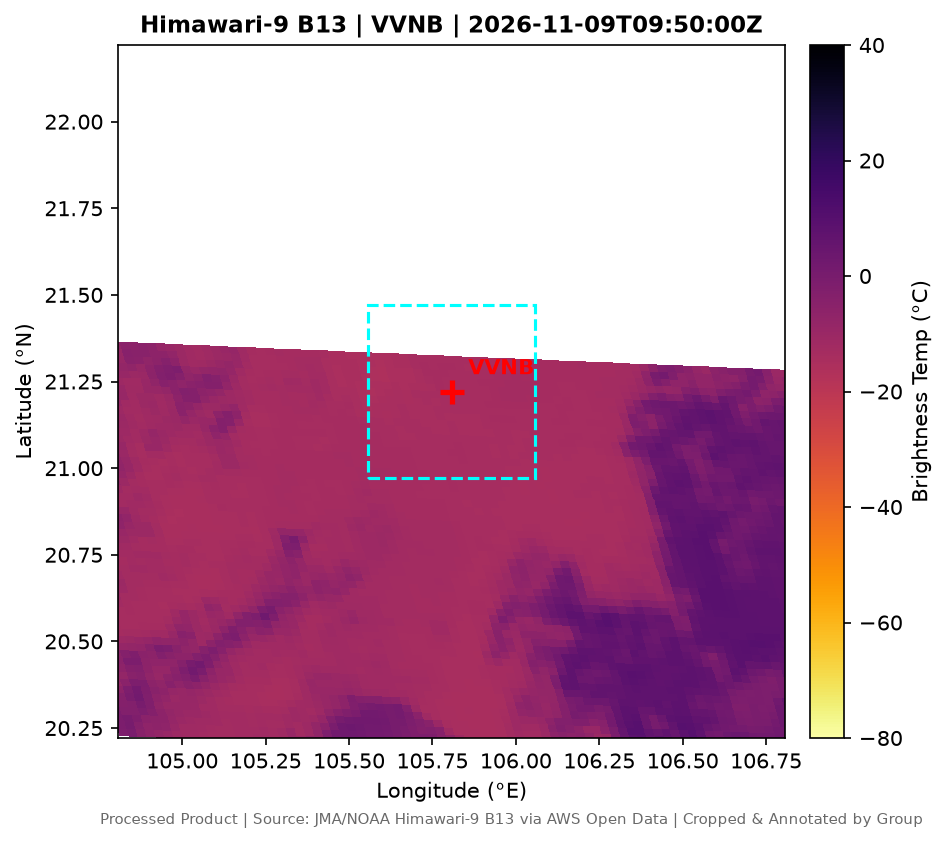 Himawari-9 B13 | VVNB | 2026-11-09T09:50:00Z
22.00
21.75
21.50
21.25
21.00
20.75
20.50
20.25
Latitude (°N)
VVNB
105.00 105.25 105.50 105.75 106.00 106.25 106.50 106.75
Longitude (°E)
40
20
0
−20
−40
−60
−80
Brightness Temp (°C)
Processed Product | Source: JMA/NOAA Himawari-9 B13 via AWS Open Data | Cropped & Annotated by Group